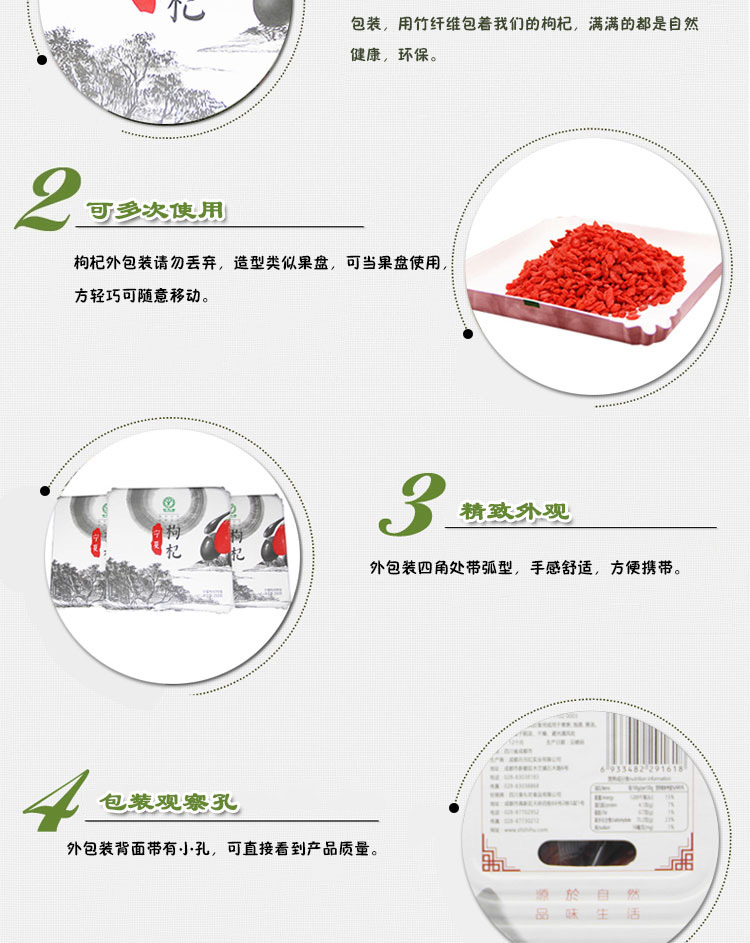 杞
包装，用竹纤维包着我们的枸杞，满满的都是自然
健康，环保。
2 可多次使用
枸杞外包装请勿丢弃，造型类似果盘，可当果盘使用，
方轻巧可随意移动。
宁夏
枸杞
3 精致外观
外包装四角处带弧型，手感舒适，方便携带。
4 包装观察孔
外包装背面带有小孔，可直接看到产品质量。
6 933482 291618
源於自然
品味生活